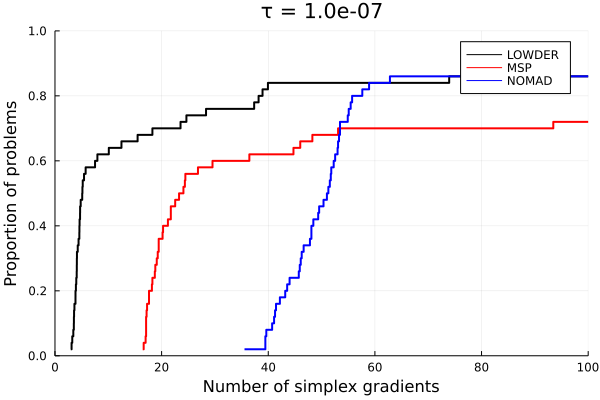 τ = 1.0e-07
Proportion of problems
1.0
0.8
0.6
0.4
0.2
0.0
LOWDER
MSP
NOMAD
0 20 40 60 80 100
Number of simplex gradients